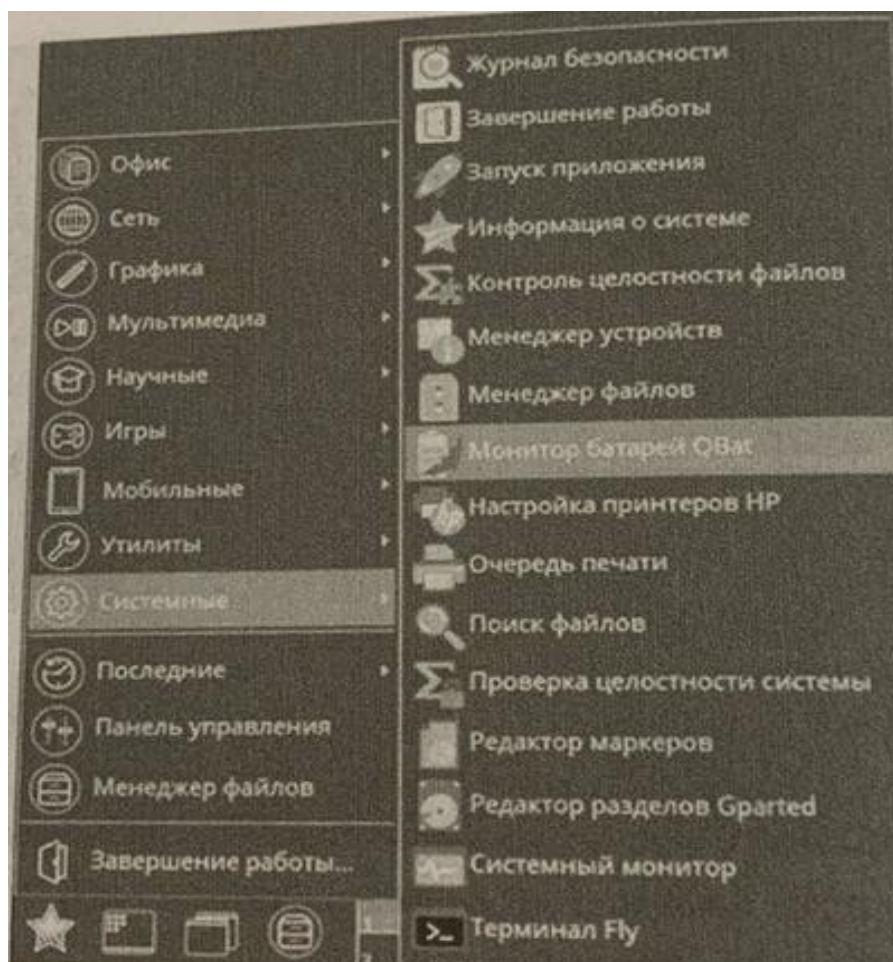 Офис
Сеть
Графика
Мультимедиа
Научные
Игры
Мобильные
Утилиты
Системные
Последние
Панель управления
Менеджер файлов
Завершение работы...
1
2
Журнал безопасности
Завершение работы
Запуск приложения
Информация о системе
Контроль целостности файлов
Менеджер устройств
Менеджер файлов
Монитор батарей QBat
Настройка принтеров HP
Очередь печати
Поиск файлов
Проверка целостности системы
Редактор маркеров
Редактор разделов Gparted
Системный монитор
Терминал Fly